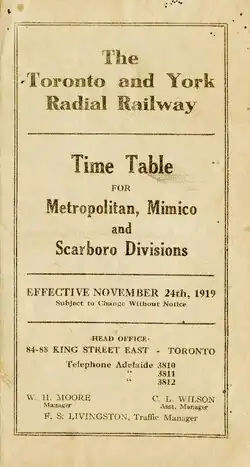 The
Toronto and York
Radial Railway
Time Table
FOR
Metropolitan, Mimico
and
Scarboro Divisions
EFFECTIVE NOVEMBER 24th, 1919
Subject to Change Without Notice
HEAD OFFICE-
84-88 KING STREET EAST - TORONTO
Telephone Adelaide 3810
" 3811
" 3812
W. H. MOORE C. L. WILSON
Manager Asst. Manager
F. S. LIVINGSTON, Traffic Manager